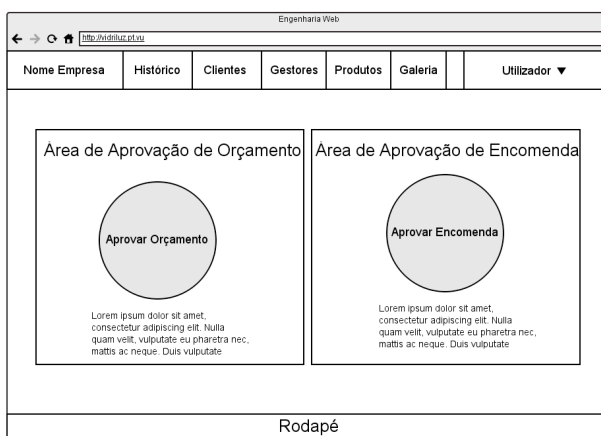 Engenharia Web
http://vidriluz.pt.vu
Nome Empresa Histórico Clientes Gestores Produtos Galeria Utilizador ▼
Área de Aprovação de Orçamento
Aprovar Orçamento
Lorem ipsum dolor sit amet,
consectetur adipiscing elit. Nulla
quam velit, vulputate eu pharetra nec,
mattis ac neque. Duis vulputate
Área de Aprovação de Encomenda
Aprovar Encomenda
Lorem ipsum dolor sit amet,
consectetur adipiscing elit. Nulla
quam velit, vulputate eu pharetra nec,
mattis ac neque. Duis vulputate
Rodapé